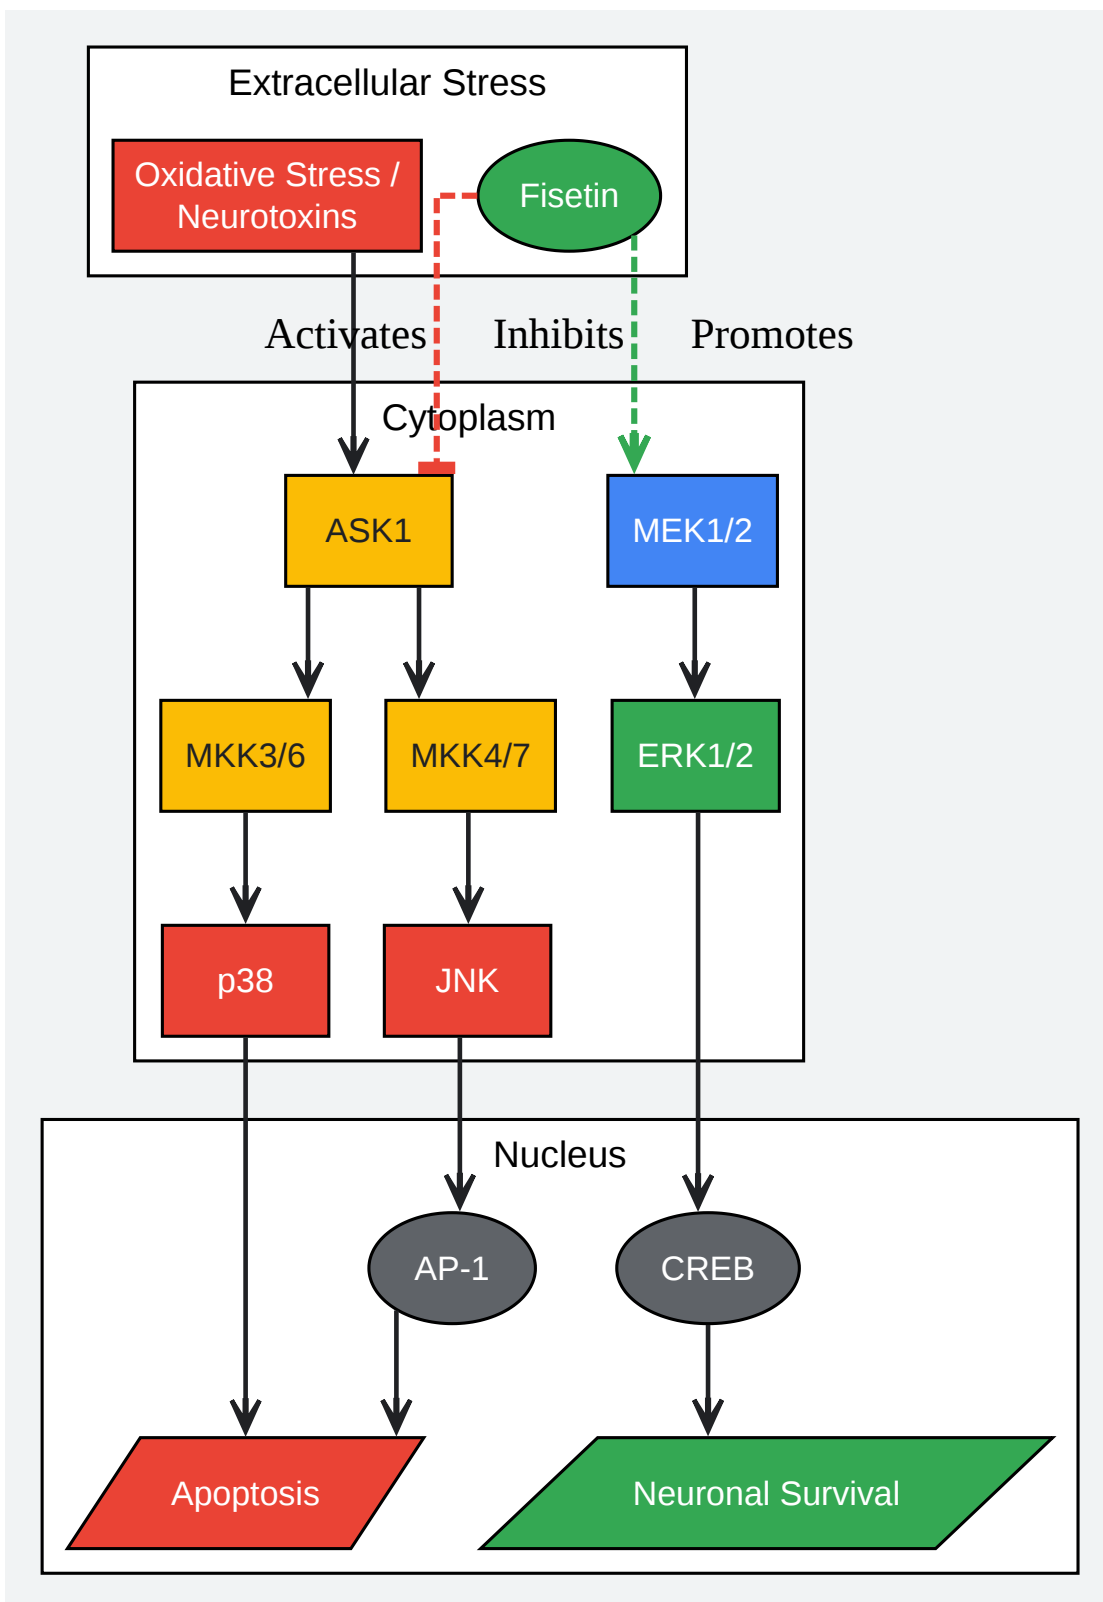 Extracellular Stress
Oxidative Stress /
Neurotoxins
Fisetin
Activates
Inhibits
Promotes
Cytoplasm
ASK1
MEK1/2
MKK3/6
MKK4/7
ERK1/2
p38
JNK
Nucleus
AP-1
CREB
Apoptosis
Neuronal Survival